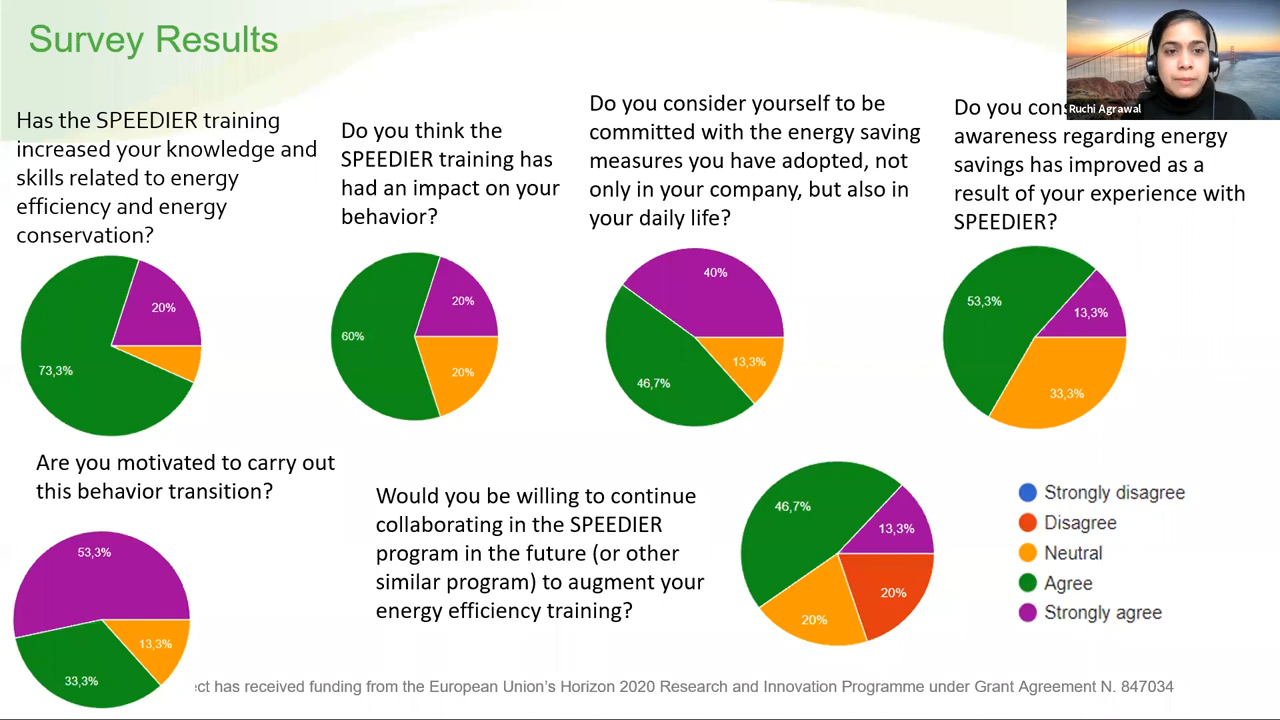 Survey Results
Ruchi Agrawal
Has the SPEEDIER training
increased your knowledge and
skills related to energy
efficiency and energy
conservation?
20%
73,3%
Do you think the
SPEEDIER training has
had an impact on your
behavior?
20%
60%
20%
Do you consider yourself to be
committed with the energy saving
measures you have adopted, not
only in your company, but also in
your daily life?
40%
13,3%
46,7%
Do you
awareness regarding energy
savings has improved as a
result of your experience with
SPEEDIER?
53,3%
13,3%
33,3%
Are you motivated to carry out
this behavior transition?
53,3%
13,3%
33,3%
Would you be willing to continue
collaborating in the SPEEDIER
program in the future (or other
similar program) to augment your
energy efficiency training?
46,7%
13,3%
20%
20%
Strongly disagree
Disagree
Neutral
Agree
Strongly agree
has received funding from the European Union's Horizon 2020 Research and Innovation Programme under Grant Agreement N. 847034